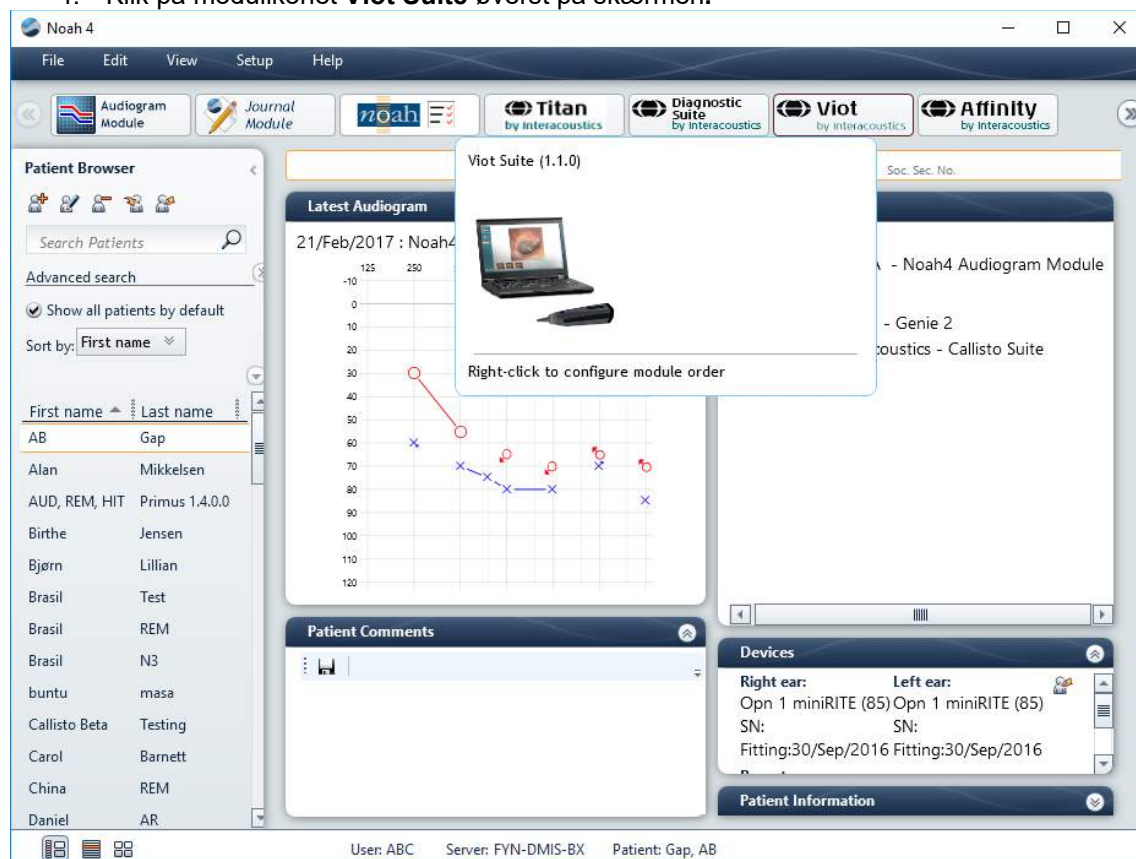 Klik på modulikonet Viot Suite øverst på skærmen.
Noah 4
File Edit View Setup Help
Audiogram Module
Journal Module
noah
Titan by Interacoustics
Diagnostic Suite by Interacoustics
Viot by Interacoustics
Affinity by Interacoustics
Patient Browser
Search Patients
Advanced search
Show all patients by default
Sort by: First name
First name Last name
AB Gap
Alan Mikkelsen
AUD, REM, HIT Primus 1.4.0.0
Birthe Jensen
Bjørn Lillian
Brasil Test
Brasil REM
Brasil N3
buntu masa
Callisto Beta Testing
Carol Barnett
China REM
Daniel AR
Soc. Sec. No.
Viot Suite (1.1.0)
Right-click to configure module order
Latest Audiogram
21/Feb/2017 : Noah4
125 250
-10
0
10
20
30
40
50
60
70
80
90
100
110
120
- Noah4 Audiogram Module
- Genie 2
- Callisto Suite
Patient Comments
Devices
Right ear: Left ear:
Opn 1 miniRITE (85) Opn 1 miniRITE (85)
SN: SN:
Fitting:30/Sep/2016 Fitting:30/Sep/2016
Patient Information
User: ABC Server: FYN-DMIS-BX Patient: Gap, AB